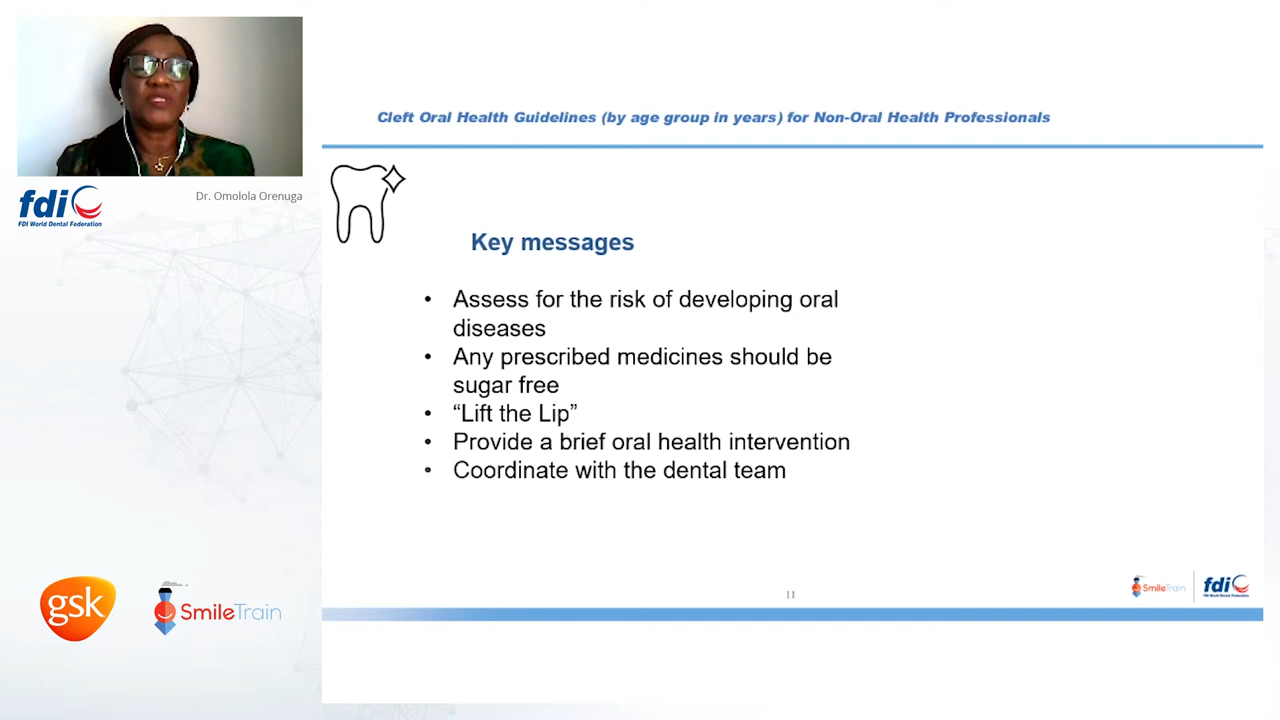 fdi
FDI World Dental Federation
Dr. Omolola Orenuga
gsk
SmileTrain
Cleft Oral Health Guidelines (by age group in years) for Non-Oral Health Professionals
Key messages
• Assess for the risk of developing oral
diseases
• Any prescribed medicines should be
sugar free
• “Lift the Lip”
• Provide a brief oral health intervention
• Coordinate with the dental team
11
SmileTrain
fdi
FDI World Dental Federation